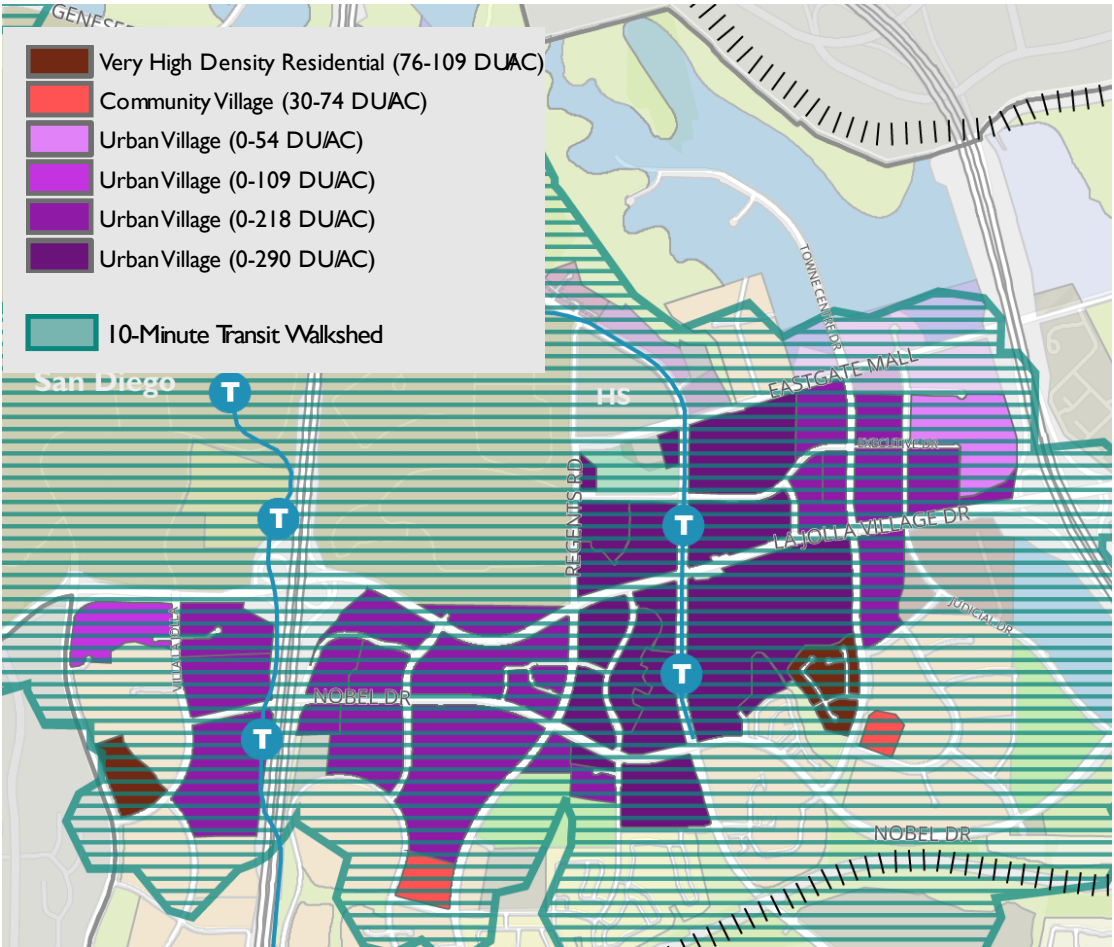 GENESE
Very High Density Residential (76-109 DU/AC)
Community Village (30-74 DU/AC)
Urban Village (0-54 DU/AC)
Urban Village (0-109 DU/AC)
Urban Village (0-218 DU/AC)
Urban Village (0-290 DU/AC)
10-Minute Transit Walkshed
TOWNE CENTRE DR
San Diego
T
HS
EASTGATE MALL
EXECUTIVE DR
REGENTS RD
T
T
LA JOLLA VILLAGE DR
JUDICIAL DR
VILLA LA JOLLA
T
NOBEL DR
T
NOBEL DR